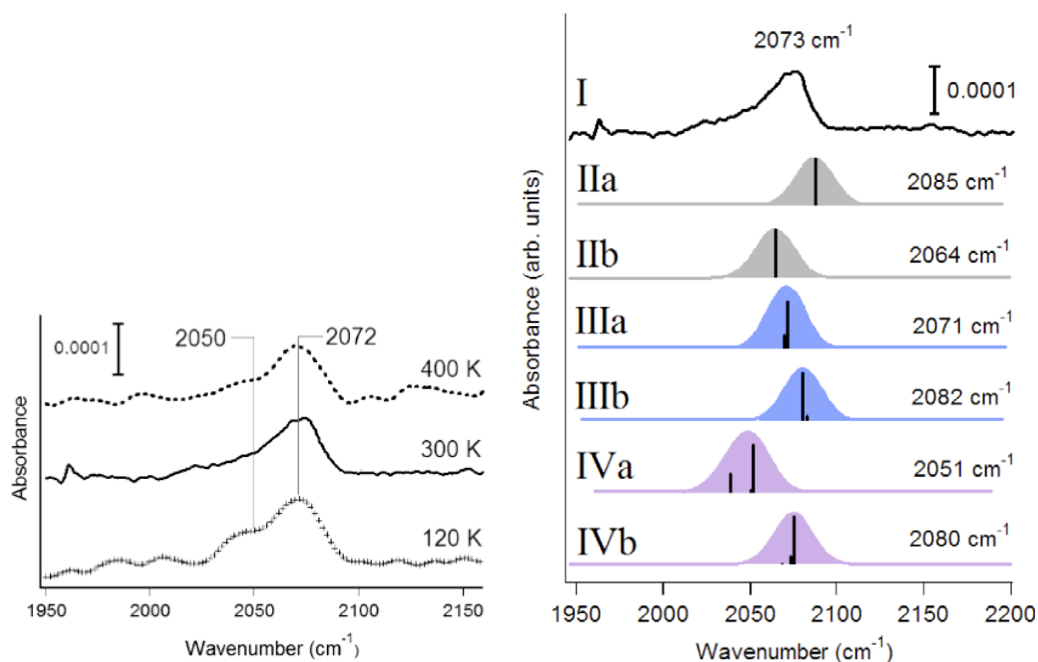 0.0001
2050
2072
400 K
300 K
120 K
Absorbance
1950 2000 2050 2100 2150
Wavenumber (cm⁻¹)
2073 cm⁻¹
I
0.0001
IIa
2085 cm⁻¹
IIb
2064 cm⁻¹
IIIa
2071 cm⁻¹
IIIb
2082 cm⁻¹
IVa
2051 cm⁻¹
IVb
2080 cm⁻¹
Absorbance (arb. units)
1950 2000 2050 2100 2150 2200
Wavenumber (cm⁻¹)